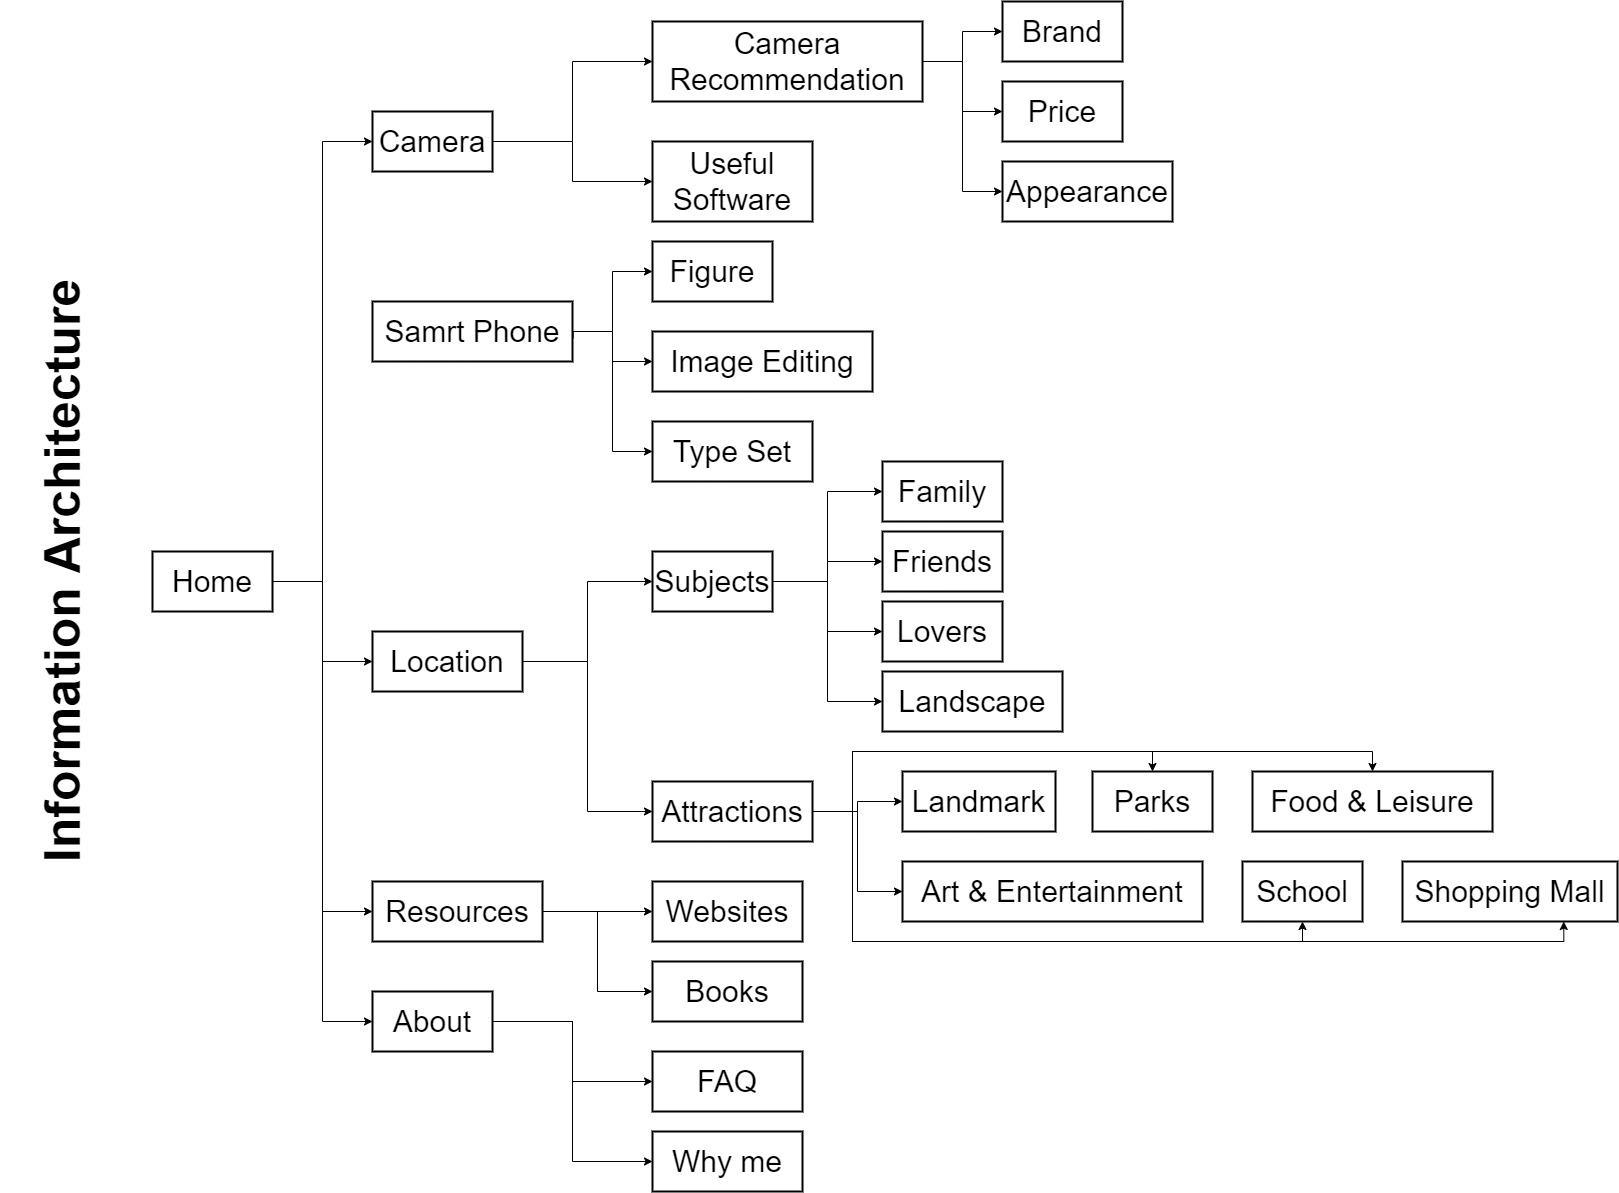 Information Architecture
Home
Camera
Camera
Recommendation
Brand
Price
Appearance
Useful
Software
Samrt Phone
Figure
Image Editing
Type Set
Location
Subjects
Family
Friends
Lovers
Landscape
Attractions
Landmark
Parks
Food & Leisure
Art & Entertainment
School
Shopping Mall
Resources
Websites
Books
About
FAQ
Why me